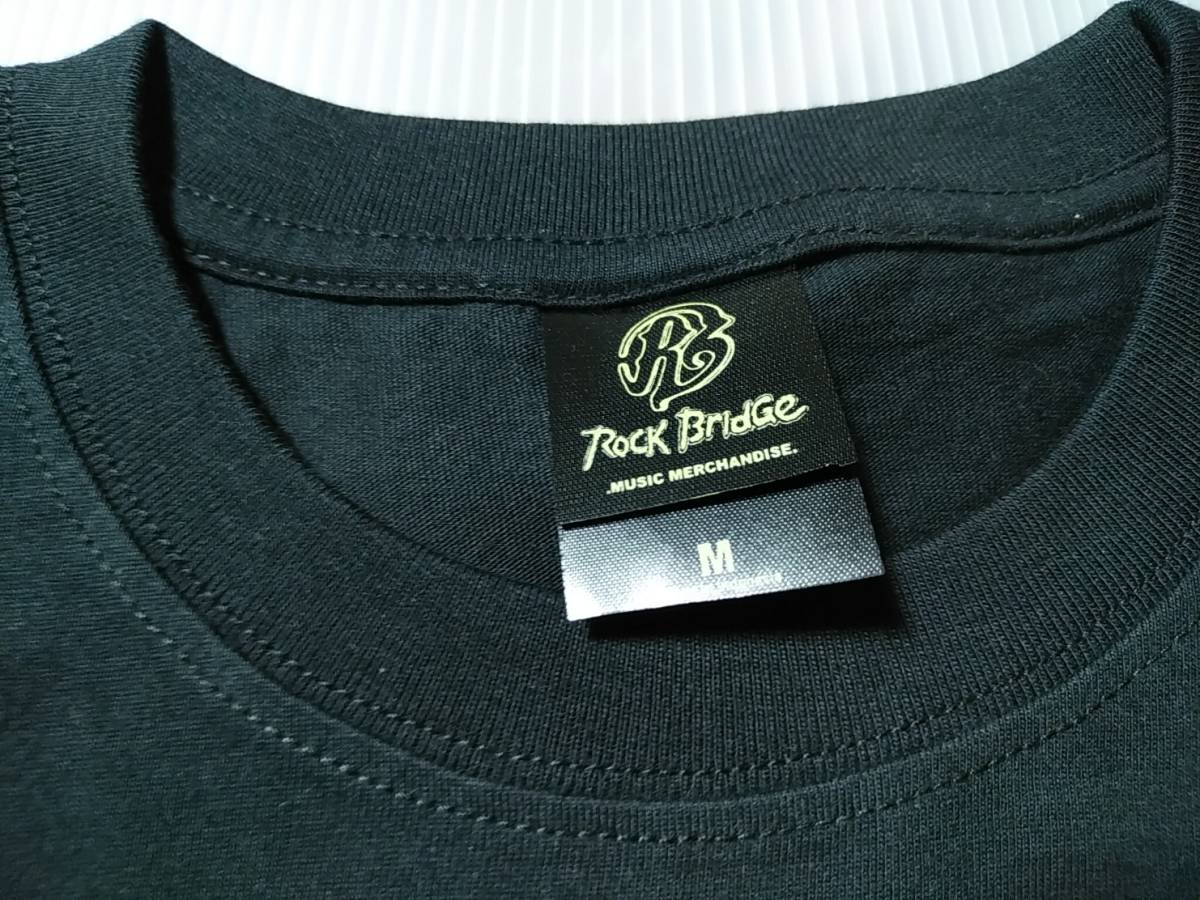 RB
Rock Bridge
.MUSIC MERCHANDISE.
M